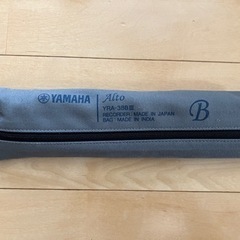 YAMAHA Alto
YRA-38BⅢ
RECORDER MADE IN JAPAN
BAG MADE IN INDIA
B